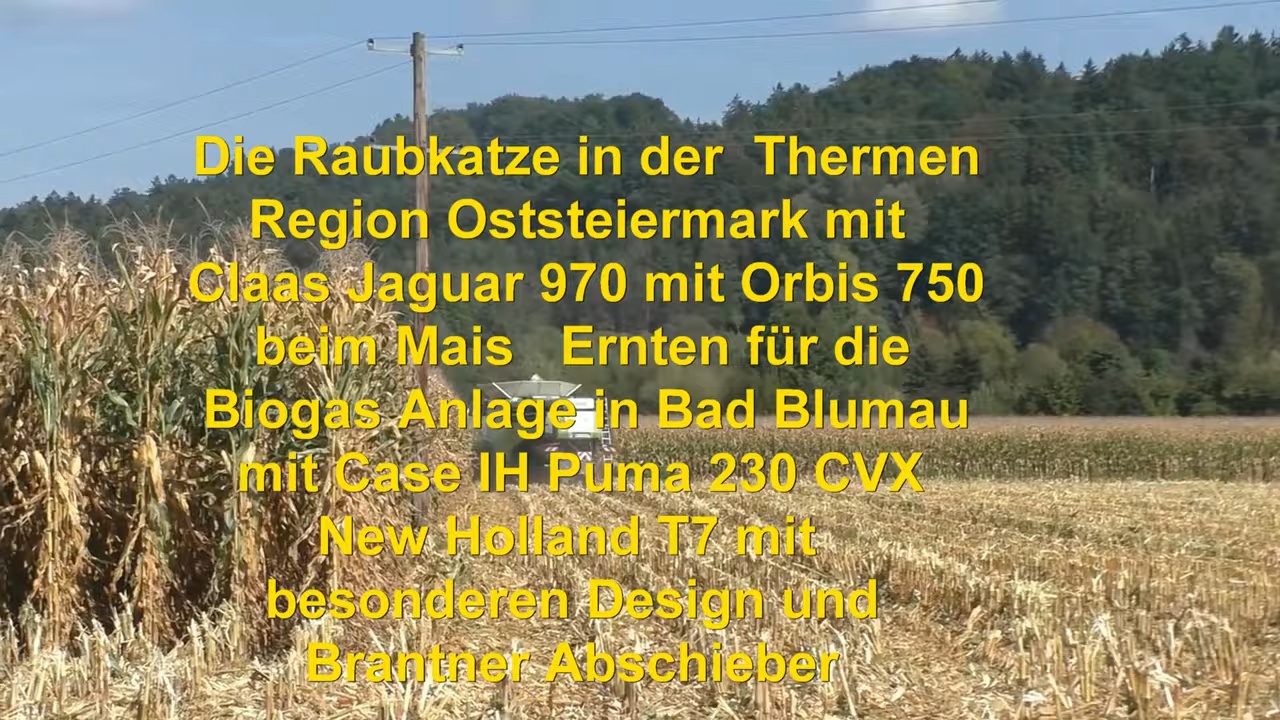 Die Raubkatze in der  Thermen
Region Oststeiermark mit
Claas Jaguar 970 mit Orbis 750
beim Mais   Ernten für die
Biogas Anlage in Bad Blumau
mit Case IH Puma 230 CVX
New Holland T7 mit
besonderen Design und
Brantner Abschieber